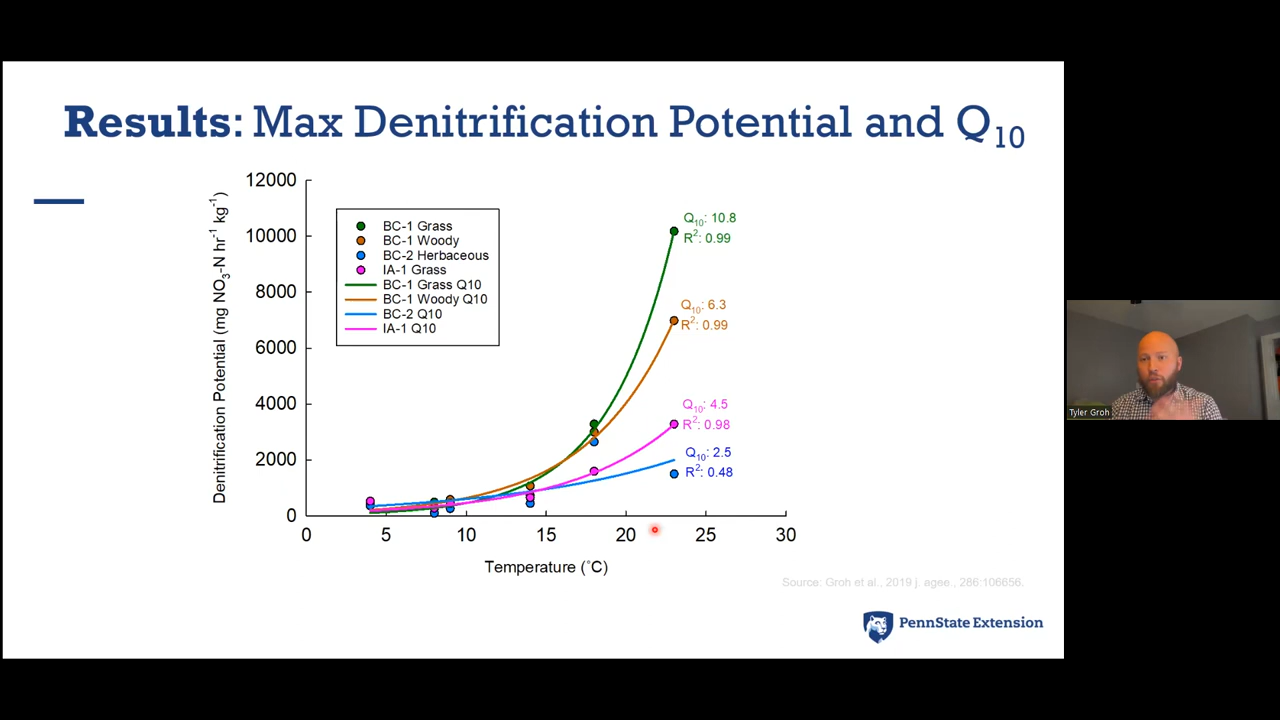 Results: Max Denitrification Potential and Q10
Denitrification Potential (mg NO3-N hr-1 kg-1)
12000
10000
8000
6000
4000
2000
0
BC-1 Grass
BC-1 Woody
BC-2 Herbaceous
IA-1 Grass
BC-1 Grass Q10
BC-1 Woody Q10
BC-2 Q10
IA-1 Q10
Q10: 10.8
R2: 0.99
Q10: 6.3
R2: 0.99
Q10: 4.5
R2: 0.98
Q10: 2.5
R2: 0.48
0 5 10 15 20 25 30
Temperature (˚C)
Source: Groh et al., 2019 j. agee., 286:106656.
PennState Extension
Tyler Groh